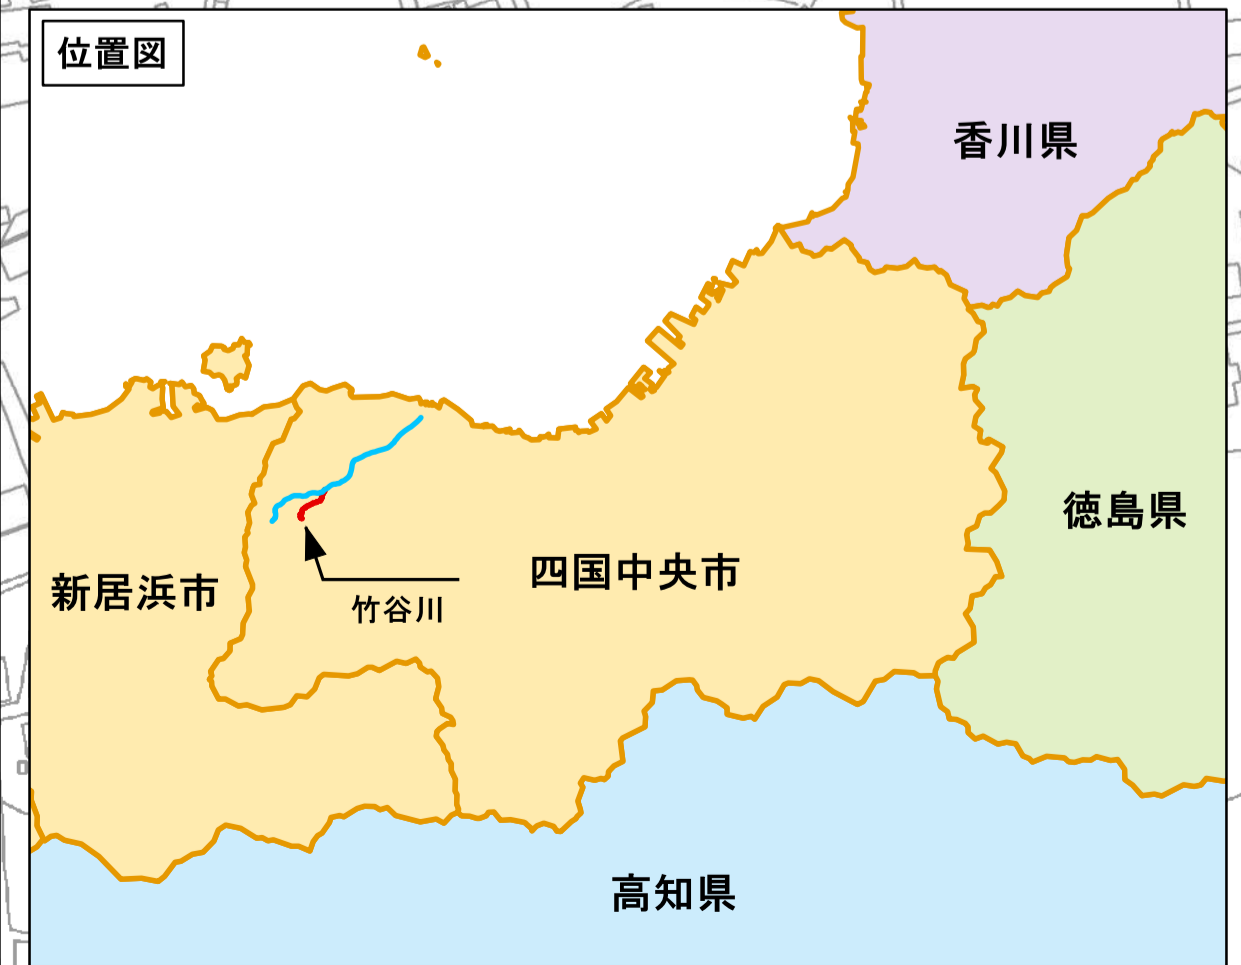 位置図
香川県
徳島県
四国中央市
新居浜市
竹谷川
高知県